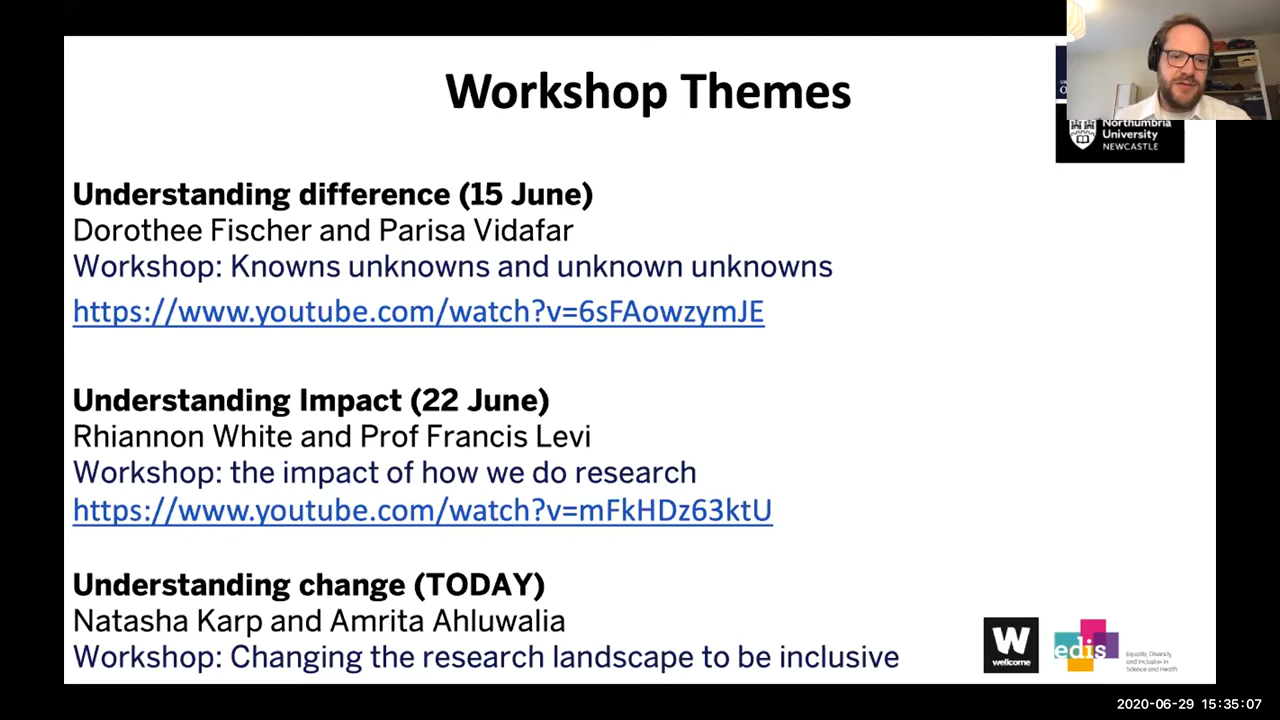 Workshop Themes
Northumbria
University
NEWCASTLE
Understanding difference (15 June)
Dorothee Fischer and Parisa Vidafar
Workshop: Knowns unknowns and unknown unknowns
https://www.youtube.com/watch?v=6sFAowzymJE
Understanding Impact (22 June)
Rhiannon White and Prof Francis Levi
Workshop: the impact of how we do research
https://www.youtube.com/watch?v=mFkHDz63ktU
Understanding change (TODAY)
Natasha Karp and Amrita Ahluwalia
Workshop: Changing the research landscape to be inclusive
W
wellcome
edis
Equality, Diversity
and Inclusion in
Science and Health
2020-06-29 15:35:07